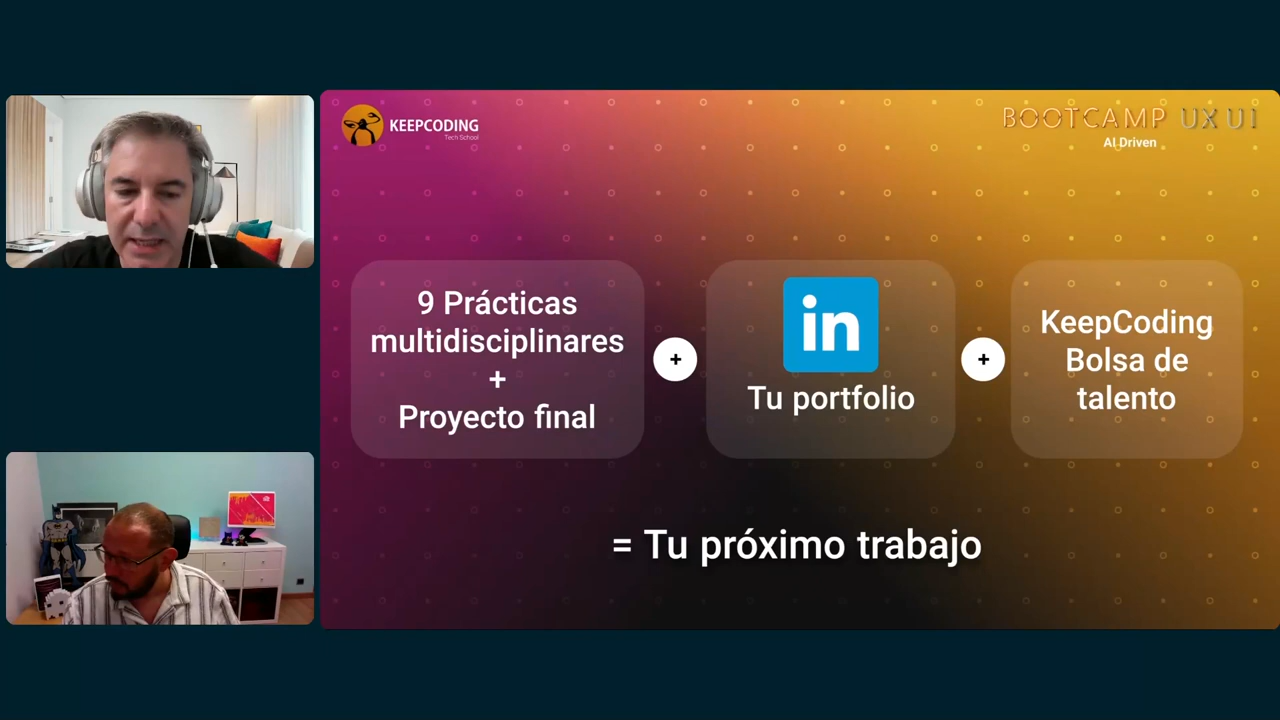 KEEPCODING
Tech School
BOOTCAMP UX UI
AI Driven
9 Prácticas
multidisciplinares
+
Proyecto final
+
in
Tu portfolio
+
KeepCoding
Bolsa de
talento
= Tu próximo trabajo